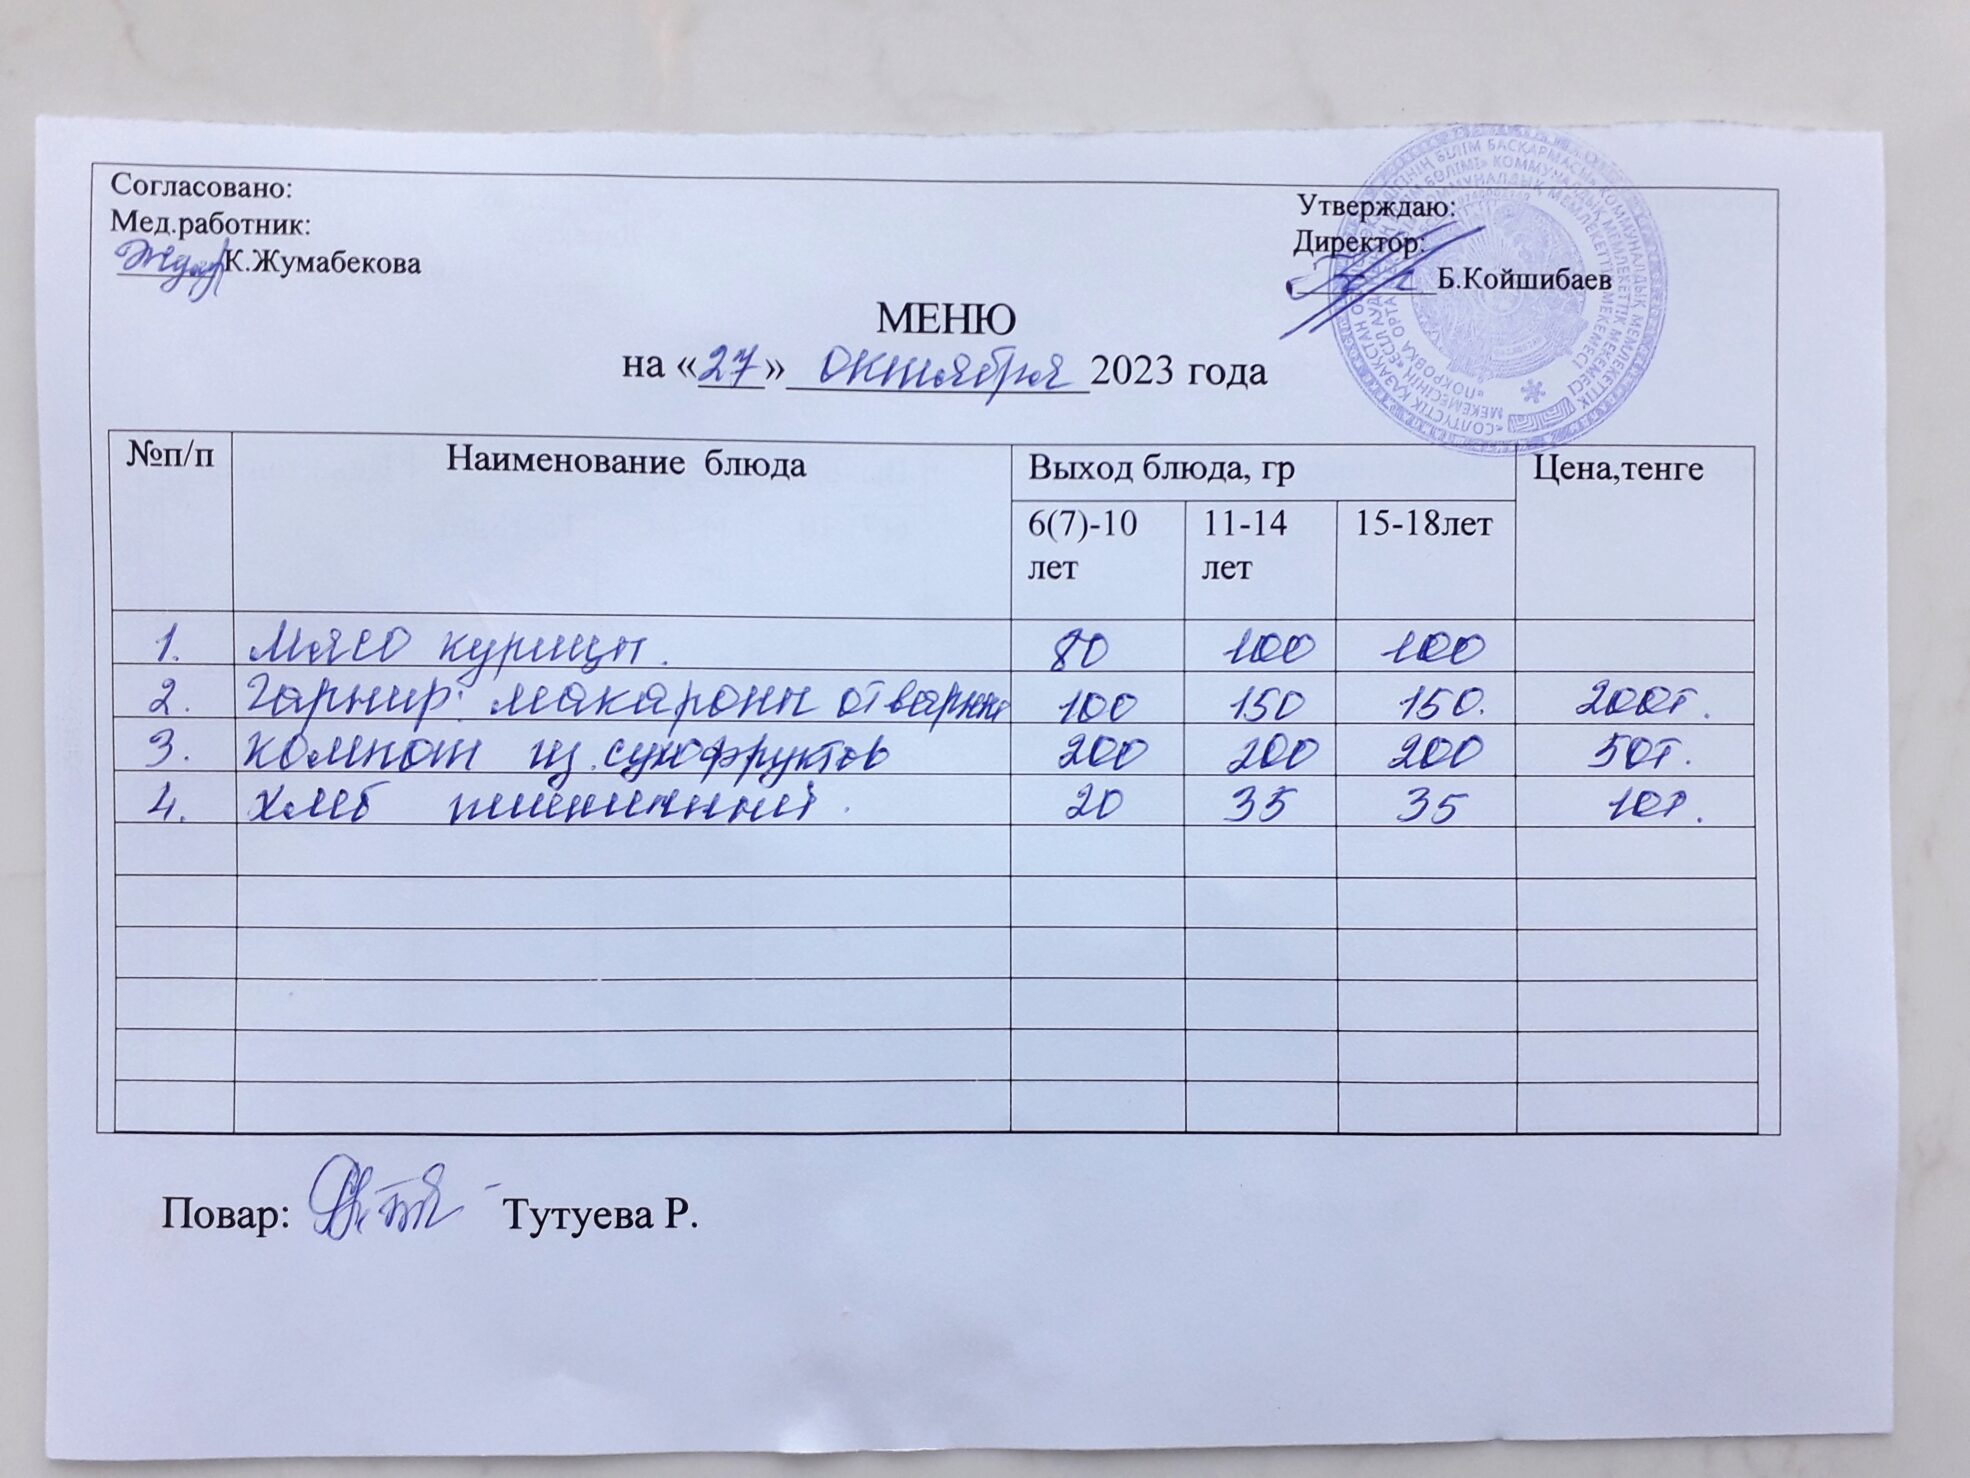 Согласовано:
Мед.работник:
К.Жумабекова
Утверждаю:
Директор:
Б.Койшибаев
МЕНЮ
на «27» октября 2023 года
№п/п Наименование блюда Выход блюда, гр Цена,тенге
6(7)-10 лет 11-14 лет 15-18лет
1. Мясо курицы. 80 100 100
2. Гарнир: макароны отварные 100 150 150. 200т.
3. компот из сухофруктов 200 200 200 50т.
4. хлеб пшеничный. 20 35 35 10т.
Повар: Тутуева Р.